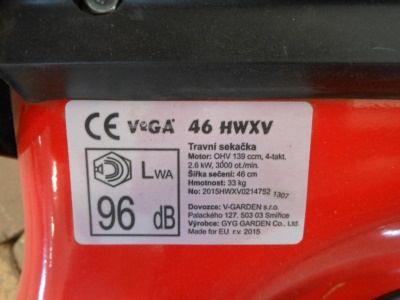 CE VeGA 46 HWXV
Travní sekačka
Motor: OHV 139 ccm, 4-takt.
2.6 kW, 3000 ot./min.
Šířka sečení: 46 cm
Hmotnost: 33 kg
No: 2015HWXV0214752 1307
LWA
96 dB
Dovozce: V-GARDEN s.r.o.
Palackého 127, 503 03 Smiřice
Výrobce: GYG GARDEN Co., Ltd.
Made for EU r.v. 2015